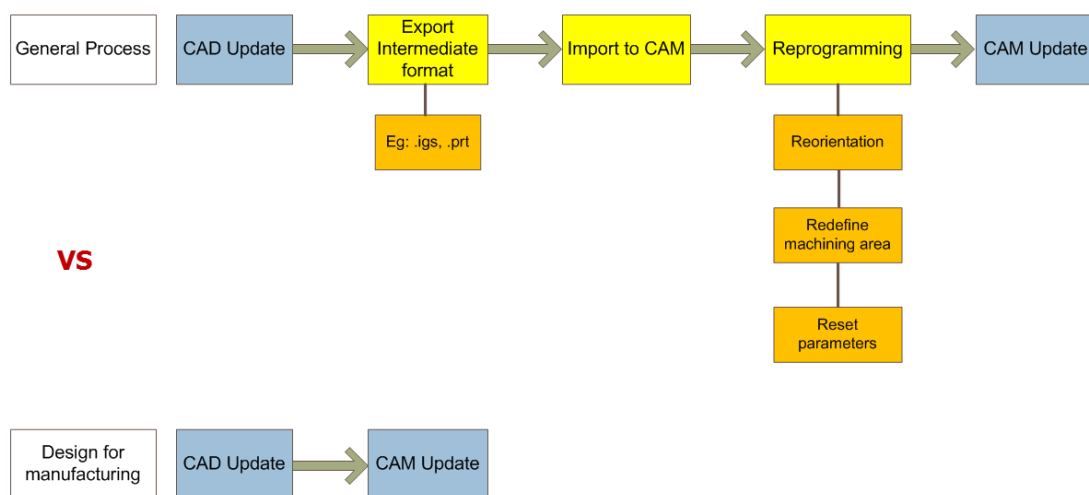 General Process
CAD Update
Export
Intermediate
format
Import to CAM
Reprogramming
CAM Update
Eg: .igs, .prt
Reorientation
Redefine
machining area
Reset
parameters
VS
Design for
manufacturing
CAD Update
CAM Update